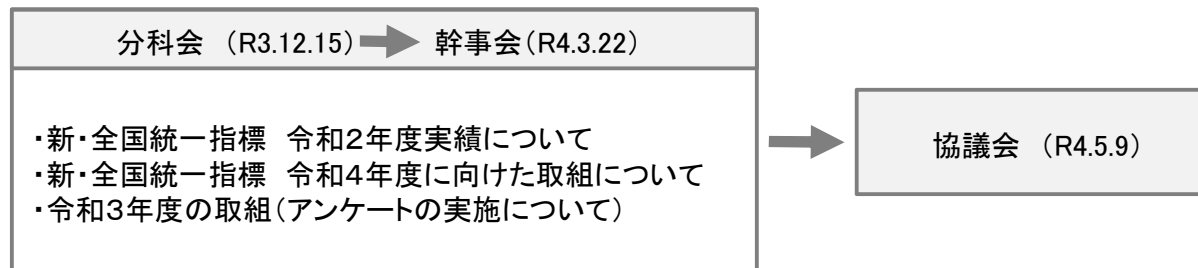 分科会　（R3.12.15）　幹事会（R4.3.22）
・新・全国統一指標　令和２年度実績について
・新・全国統一指標　令和４年度に向けた取組について
・令和３年度の取組（アンケートの実施について）
協議会　（R4.5.9）